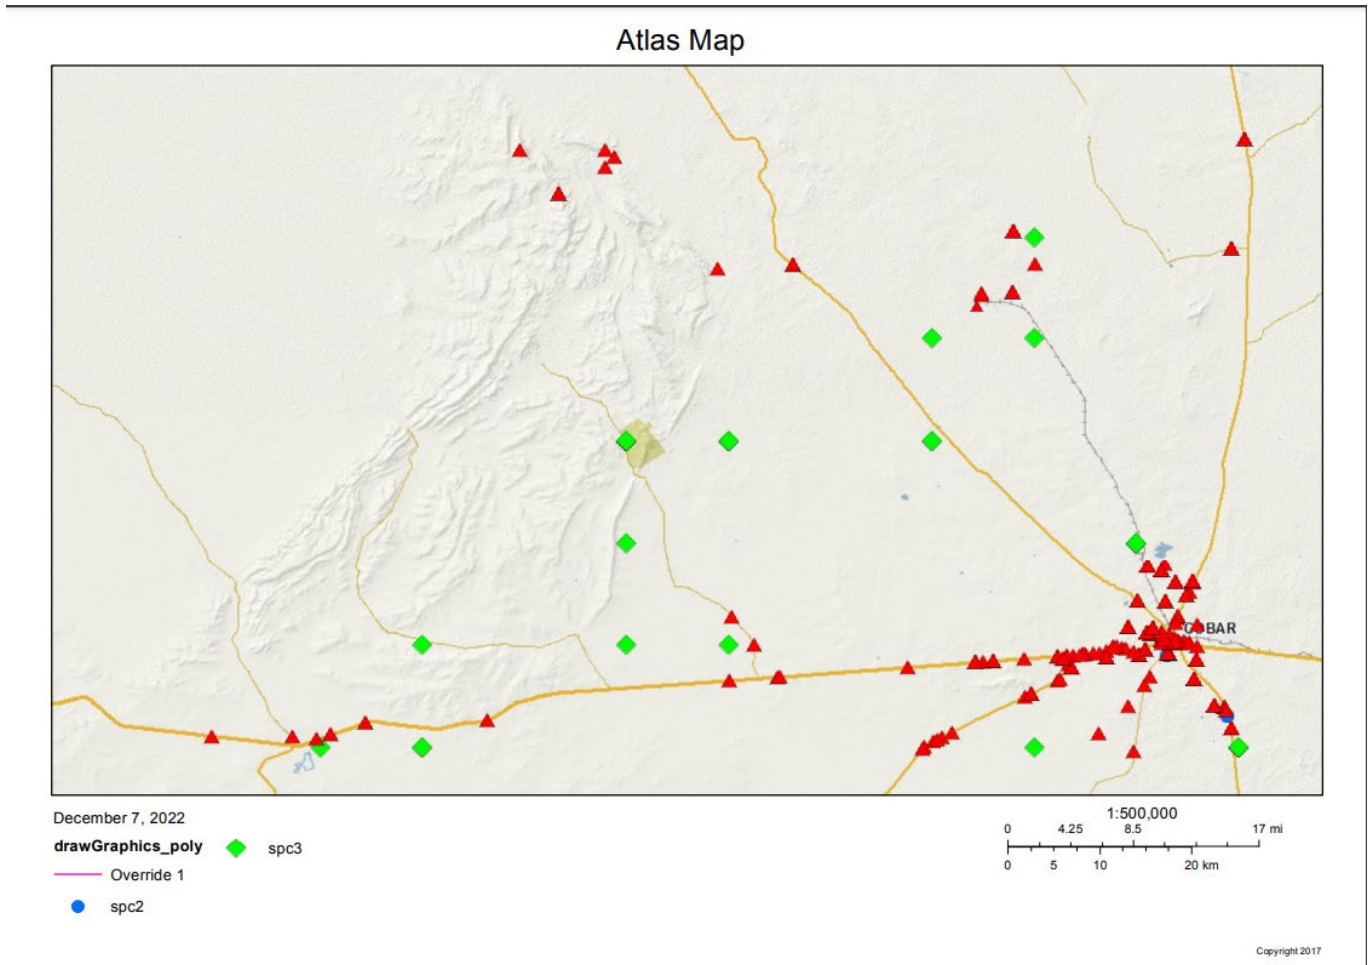 Atlas Map
COBAR
December 7, 2022
drawGraphics_poly
spc3
Override 1
spc2
1:500,000
0 4.25 8.5 17 mi
0 5 10 20 km
Copyright 2017